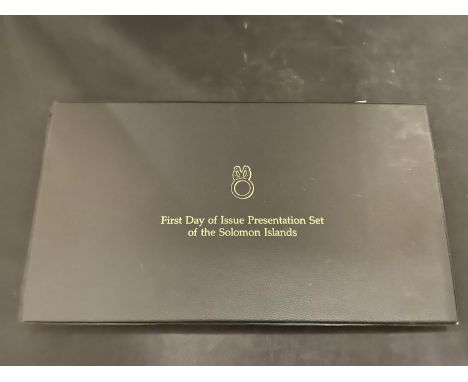 First Day of Issue Presentation Set
of the Solomon Islands